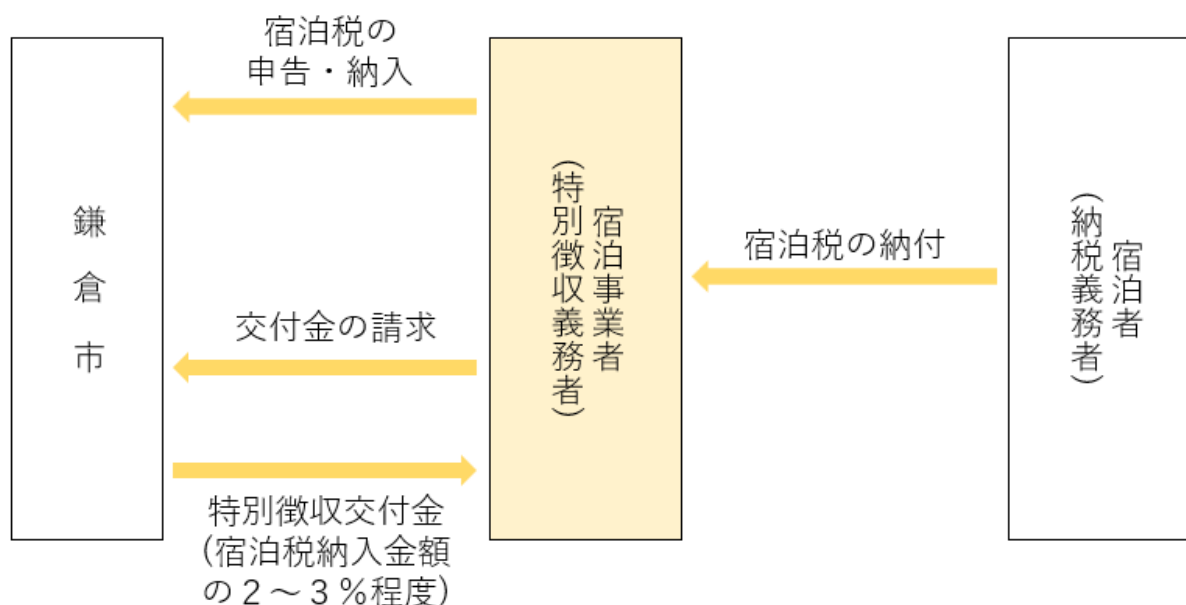 宿泊税の
申告・納入
鎌倉市
交付金の請求
特別徴収交付金
(宿泊税納入金額
の２～３％程度)
宿泊事業者
(特別徴収義務者)
宿泊税の納付
宿泊者
(納税義務者)